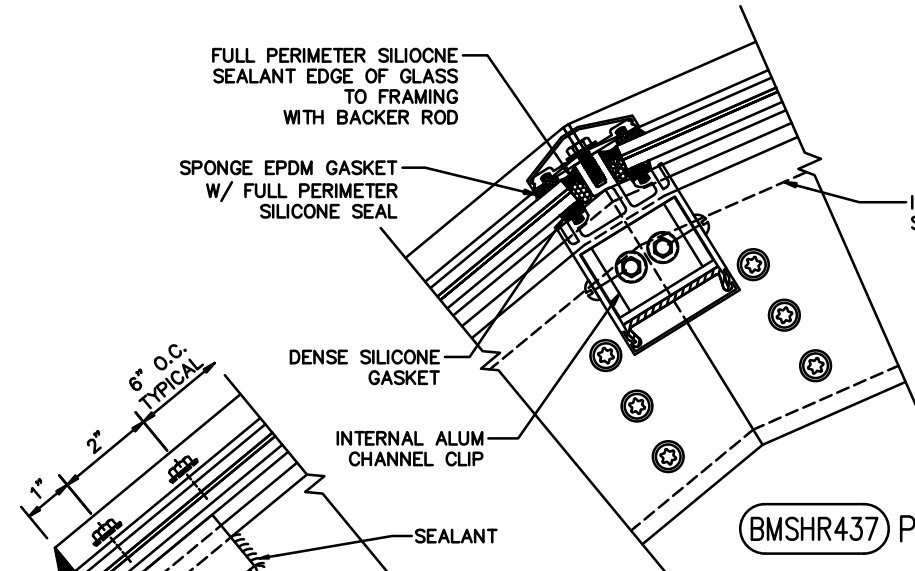 FULL PERIMETER SILIOCNE
SEALANT EDGE OF GLASS
TO FRAMING
WITH BACKER ROD
SPONGE EPDM GASKET
W/ FULL PERIMETER
SILICONE SEAL
I
S
DENSE SILICONE
GASKET
6" O.C.
TYPICAL
2"
1"
INTERNAL ALUM
CHANNEL CLIP
SEALANT
BMSHR437 P